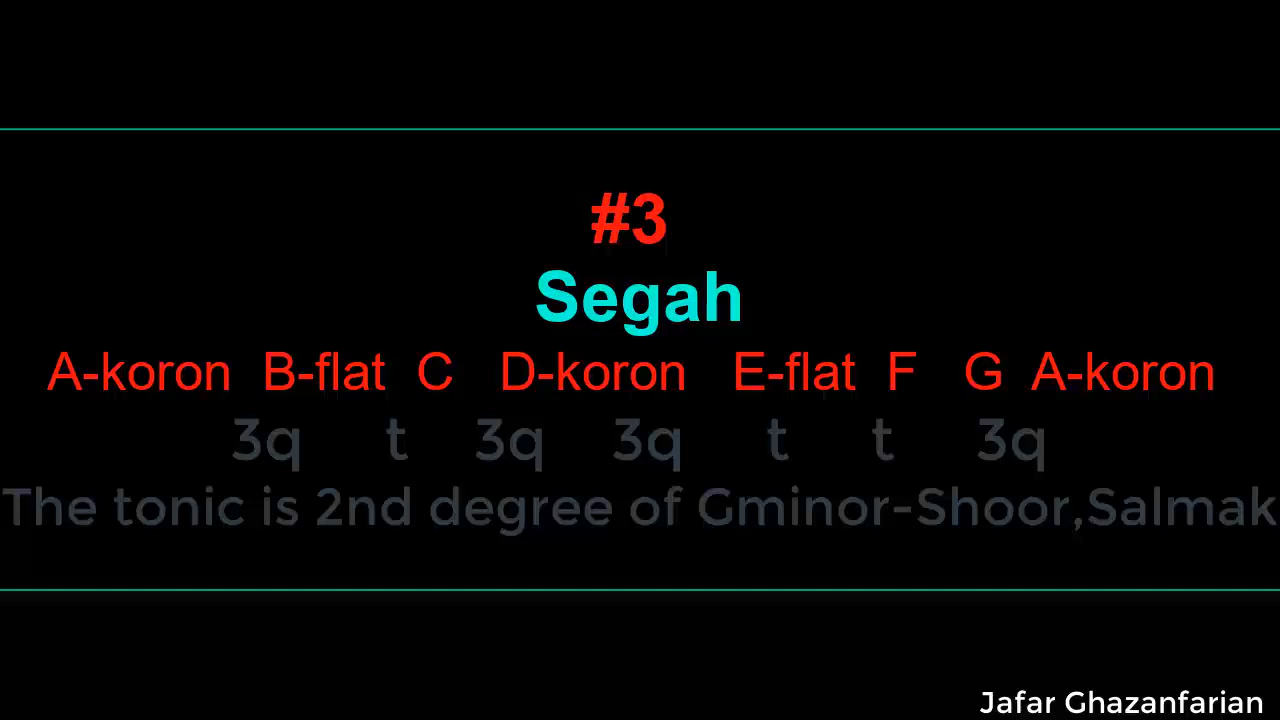 #3
Segah
A-koron B-flat C D-koron E-flat F G A-koron
3q t 3q 3q t t 3q
The tonic is 2nd degree of Gminor-Shoor,Salmak
Jafar Ghazanfarian